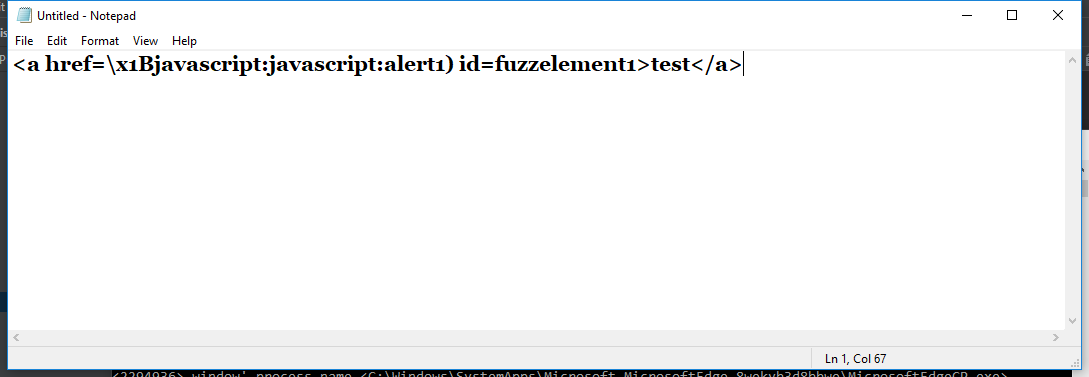 Untitled - Notepad
File Edit Format View Help
<a href=\x1Bjavascript:javascript:alert1) id=fuzzelement1>test</a>
Ln 1, Col 67
<2294936> window' process name <C:\Windows\SystemApps\Microsoft.MicrosoftEdge_8wekyb3d8bbwe\MicrosoftEdgeCP.exe>